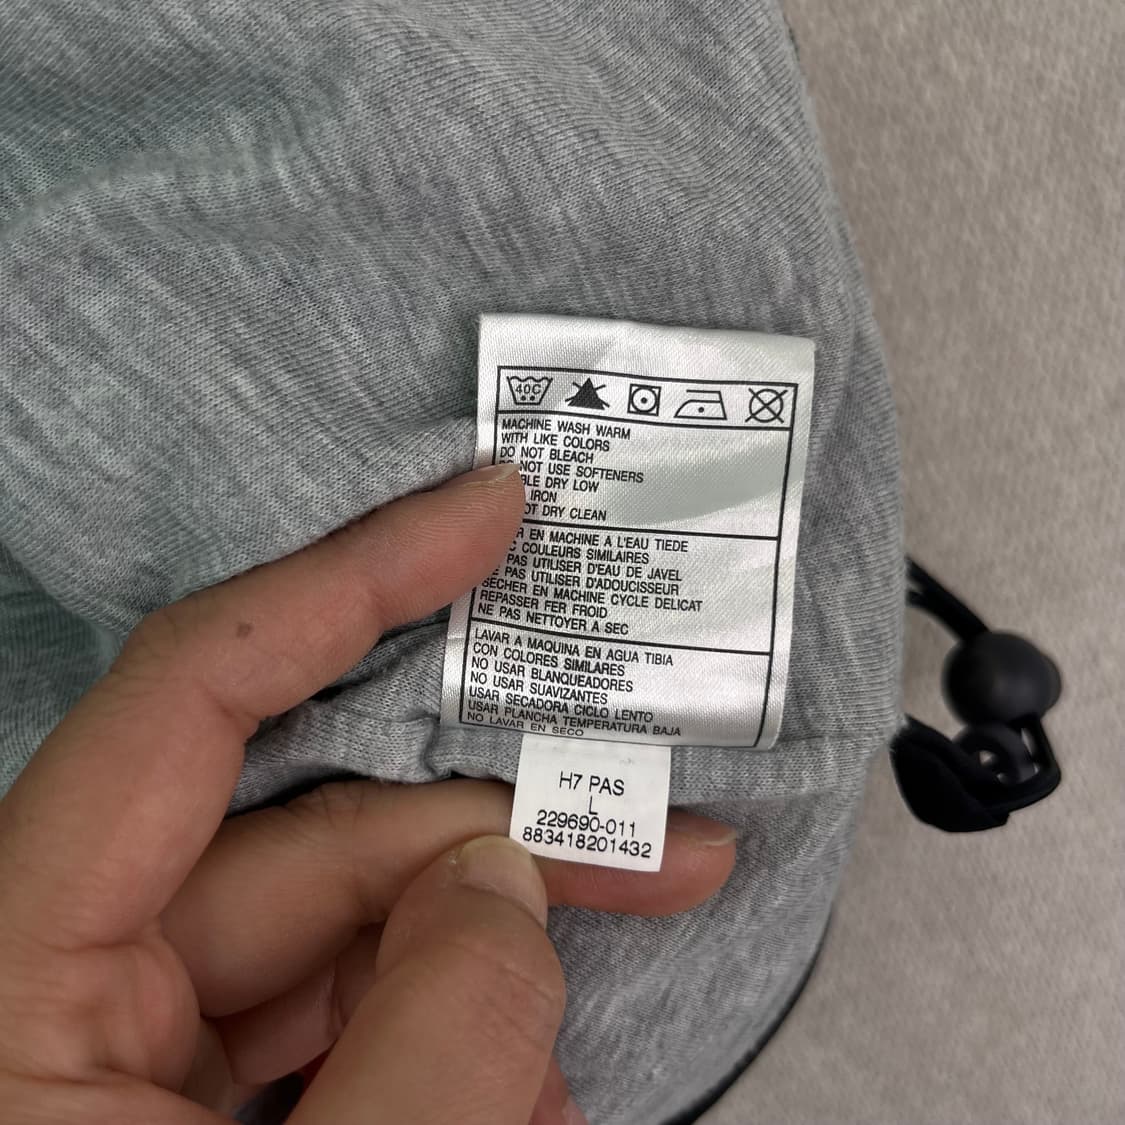 40C
MACHINE WASH WARM
WITH LIKE COLORS
DO NOT BLEACH
NOT USE SOFTENERS
BLE DRY LOW
IRON
OT DRY CLEAN
R EN MACHINE A L'EAU TIEDE
C COULEURS SIMILAIRES
PAS UTILISER D'EAU DE JAVEL
PAS UTILISER D'ADOUCISSEUR
SECHER EN MACHINE CYCLE DELICAT
REPASSER FER FROID
NE PAS NETTOYER A SEC
LAVAR A MAQUINA EN AGUA TIBIA
CON COLORES SIMILARES
NO USAR BLANQUEADORES
NO USAR SUAVIZANTES
USAR SECADORA CICLO LENTO
USAR PLANCHA TEMPERATURA BAJA
NO LAVAR EN SECO
H7 PAS
L
229690-011
883418201432